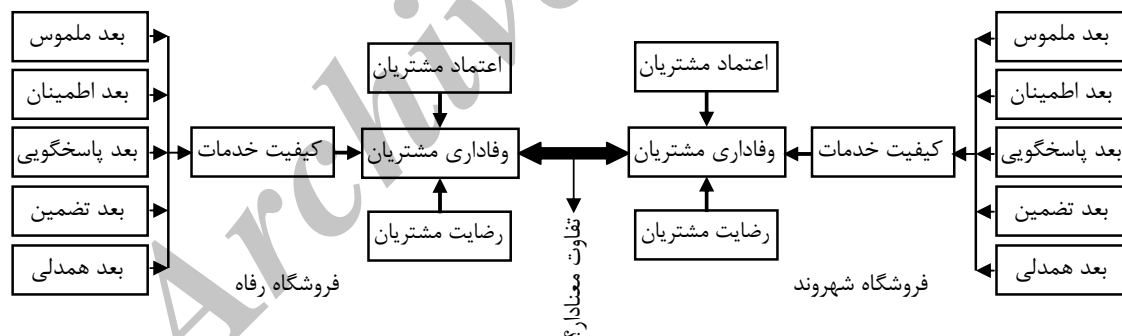 بعد ملموس
اعتماد مشتریان
اعتماد مشتریان
بعد ملموس
بعد اطمینان
بعد اطمینان
بعد پاسخگویی
کیفیت خدمات
وفاداری مشتریان
وفاداری مشتریان
کیفیت خدمات
بعد پاسخگویی
بعد تضمین
رضایت مشتریان
رضایت مشتریان
بعد تضمین
بعد همدلی
فروشگاه شهروند
تفاوت معنادار؟
فروشگاه رفاه
بعد همدلی
Archive